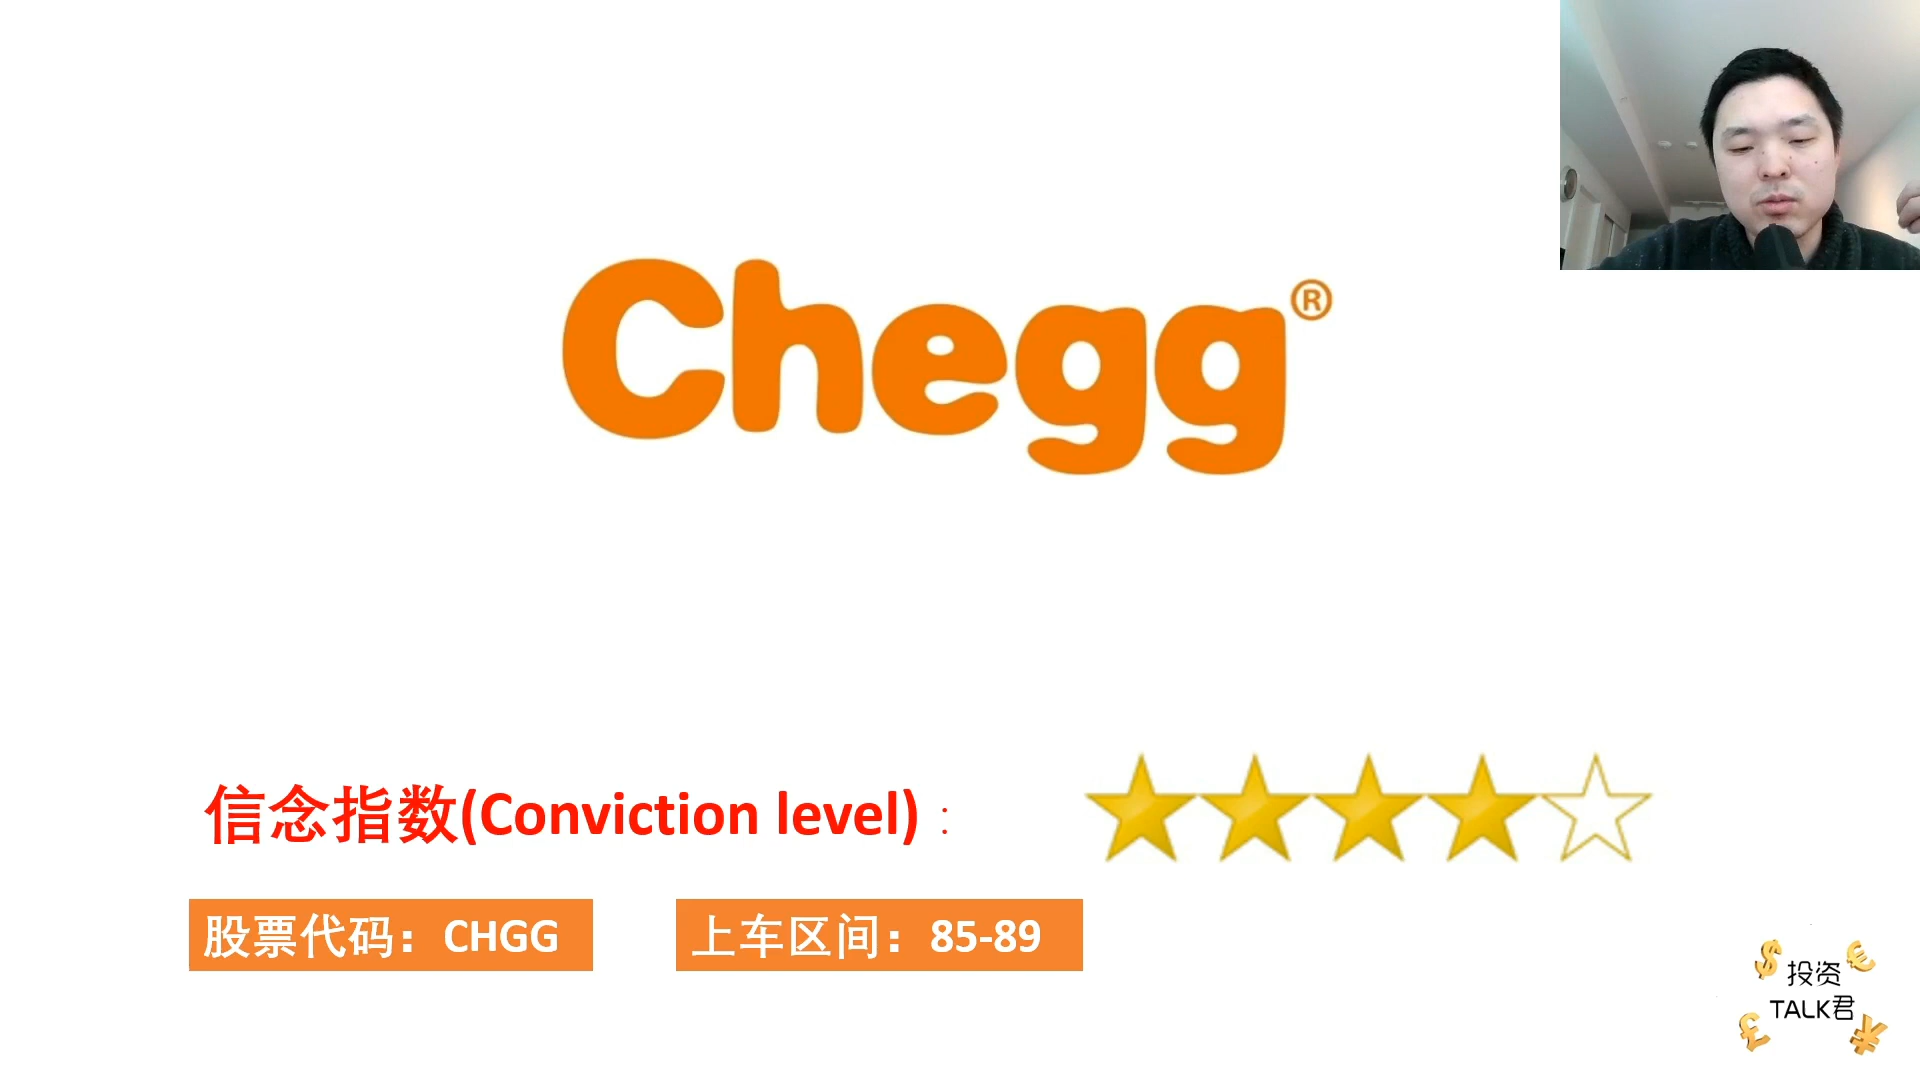 Chegg®
信念指数(Conviction level)：
股票代码：CHGG
上车区间：85-89
投资
TALK君